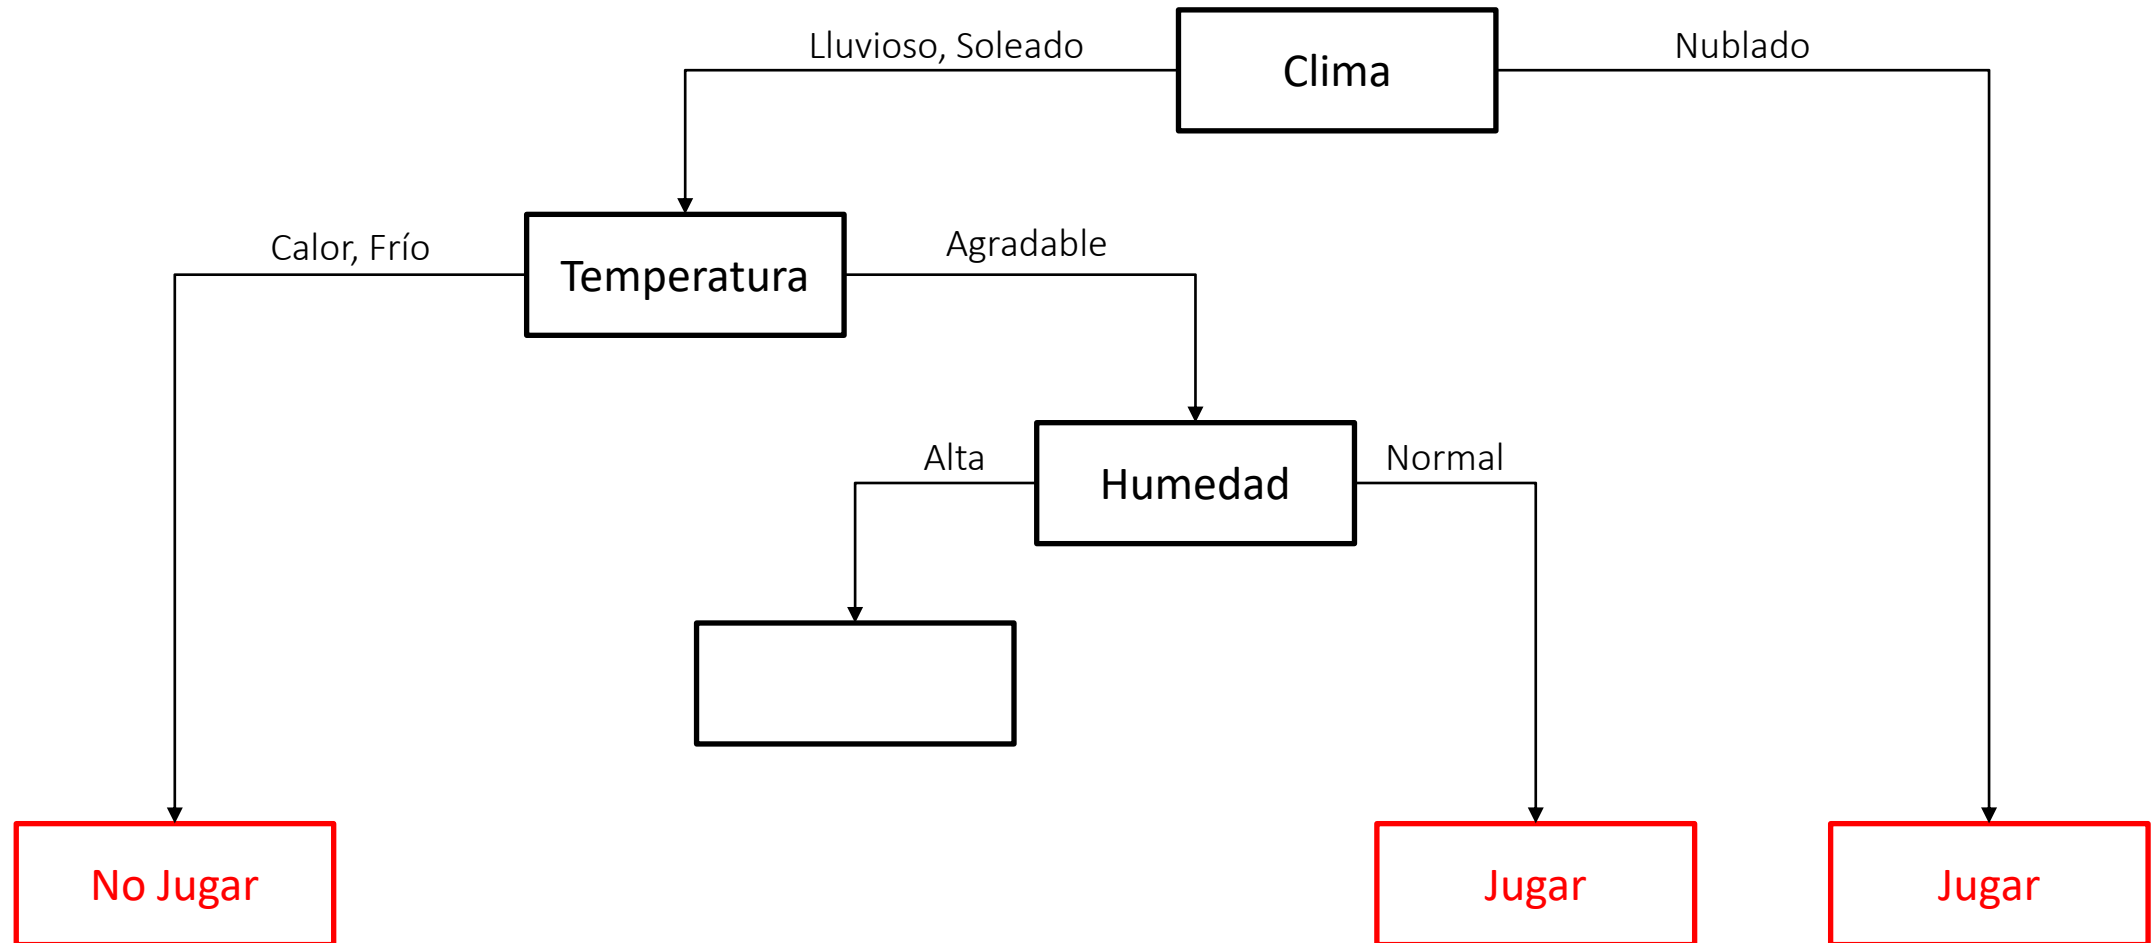 Lluvioso, Soleado
Clima
Nublado
Calor, Frío
Temperatura
Agradable
Alta
Humedad
Normal
No Jugar
Jugar
Jugar